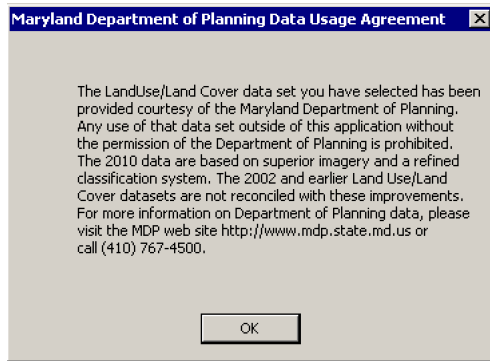 Maryland Department of Planning Data Usage Agreement
The LandUse/Land Cover data set you have selected has been
provided courtesy of the Maryland Department of Planning.
Any use of that data set outside of this application without
the permission of the Department of Planning is prohibited.
The 2010 data are based on superior imagery and a refined
classification system. The 2002 and earlier Land Use/Land
Cover datasets are not reconciled with these improvements.
For more information on Department of Planning data, please
visit the MDP web site http://www.mdp.state.md.us or
call (410) 767-4500.
OK